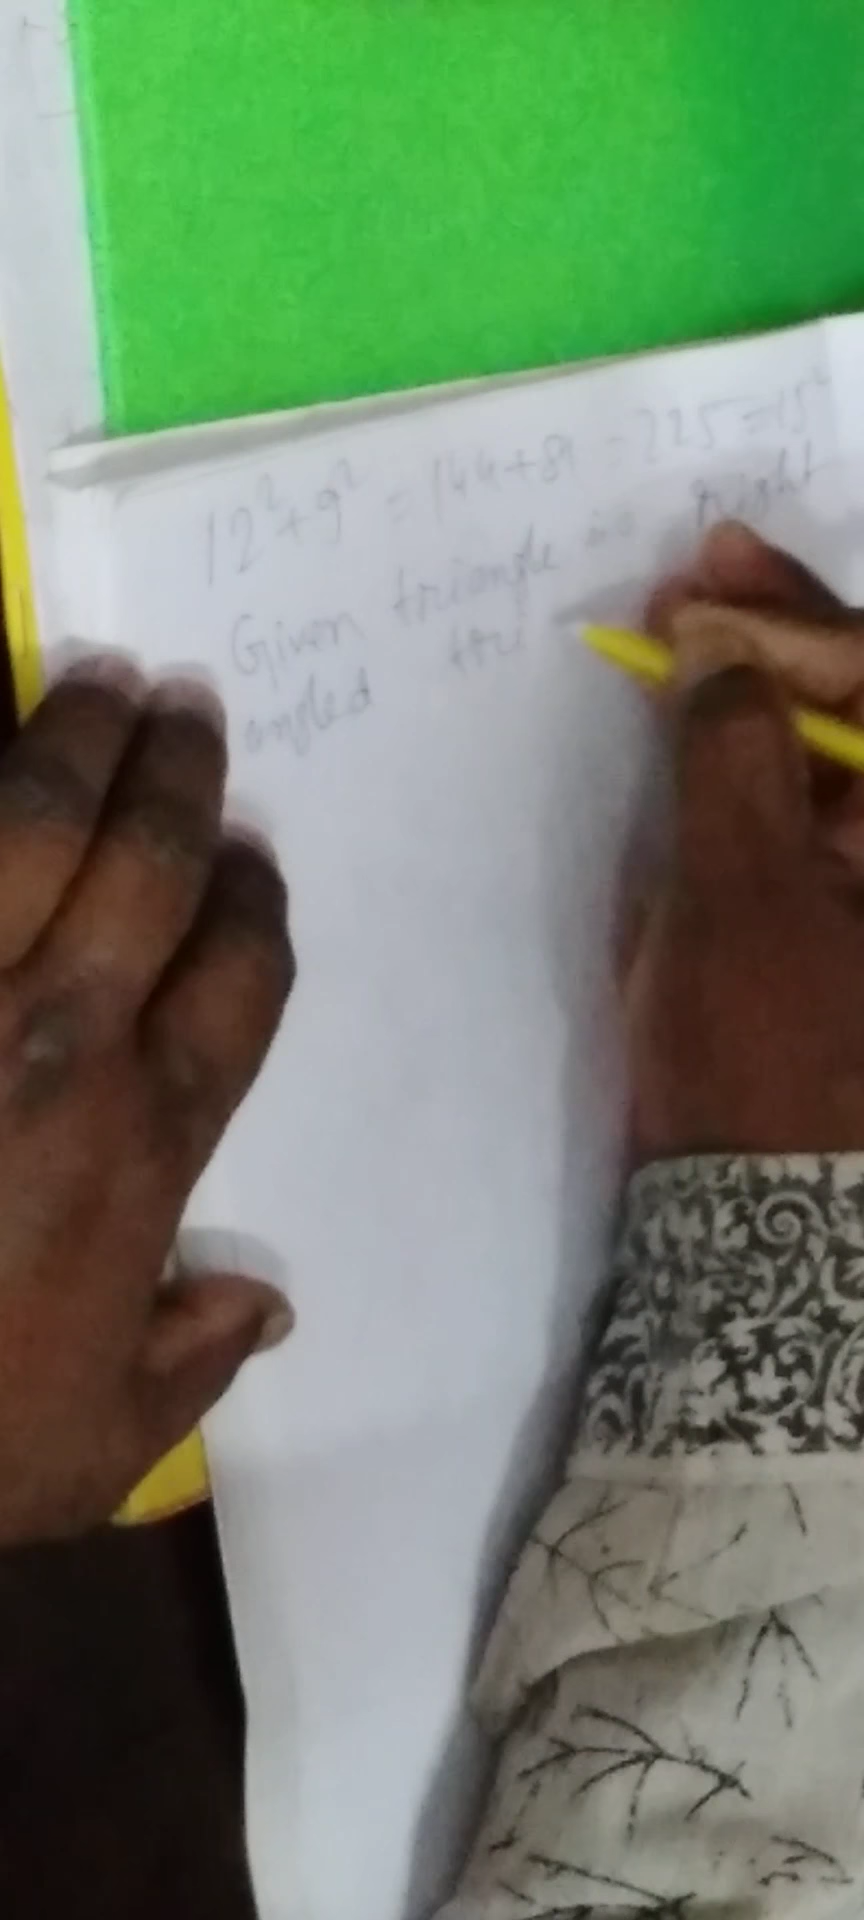 12² + 9² = 144 + 81 = 225 = 15²
Given triangle is right
angled tri